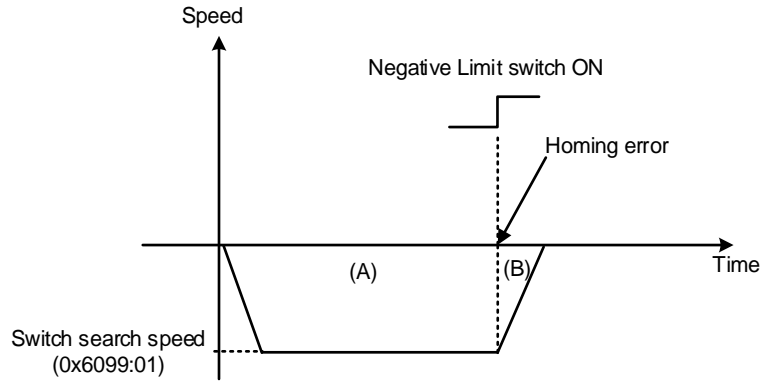 Speed
Negative Limit switch ON
Homing error
(A)
(B)
Time
Switch search speed
(0x6099:01)